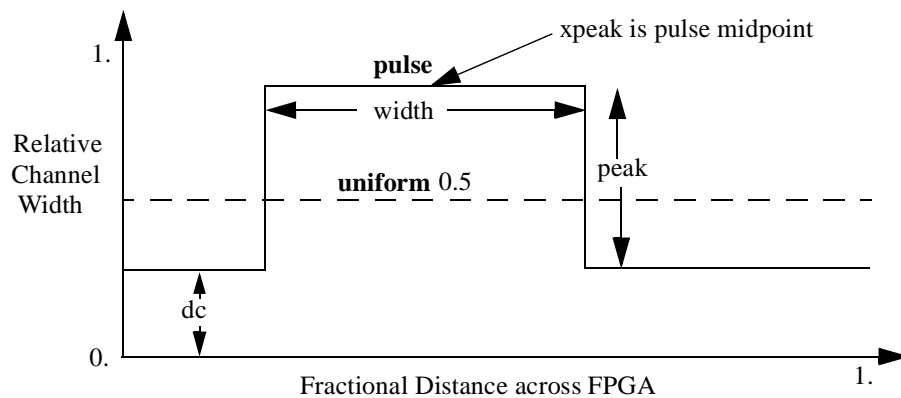 xpeak is pulse midpoint
1.
pulse
width
Relative
Channel
Width
peak
uniform 0.5
dc
0.
1.
Fractional Distance across FPGA